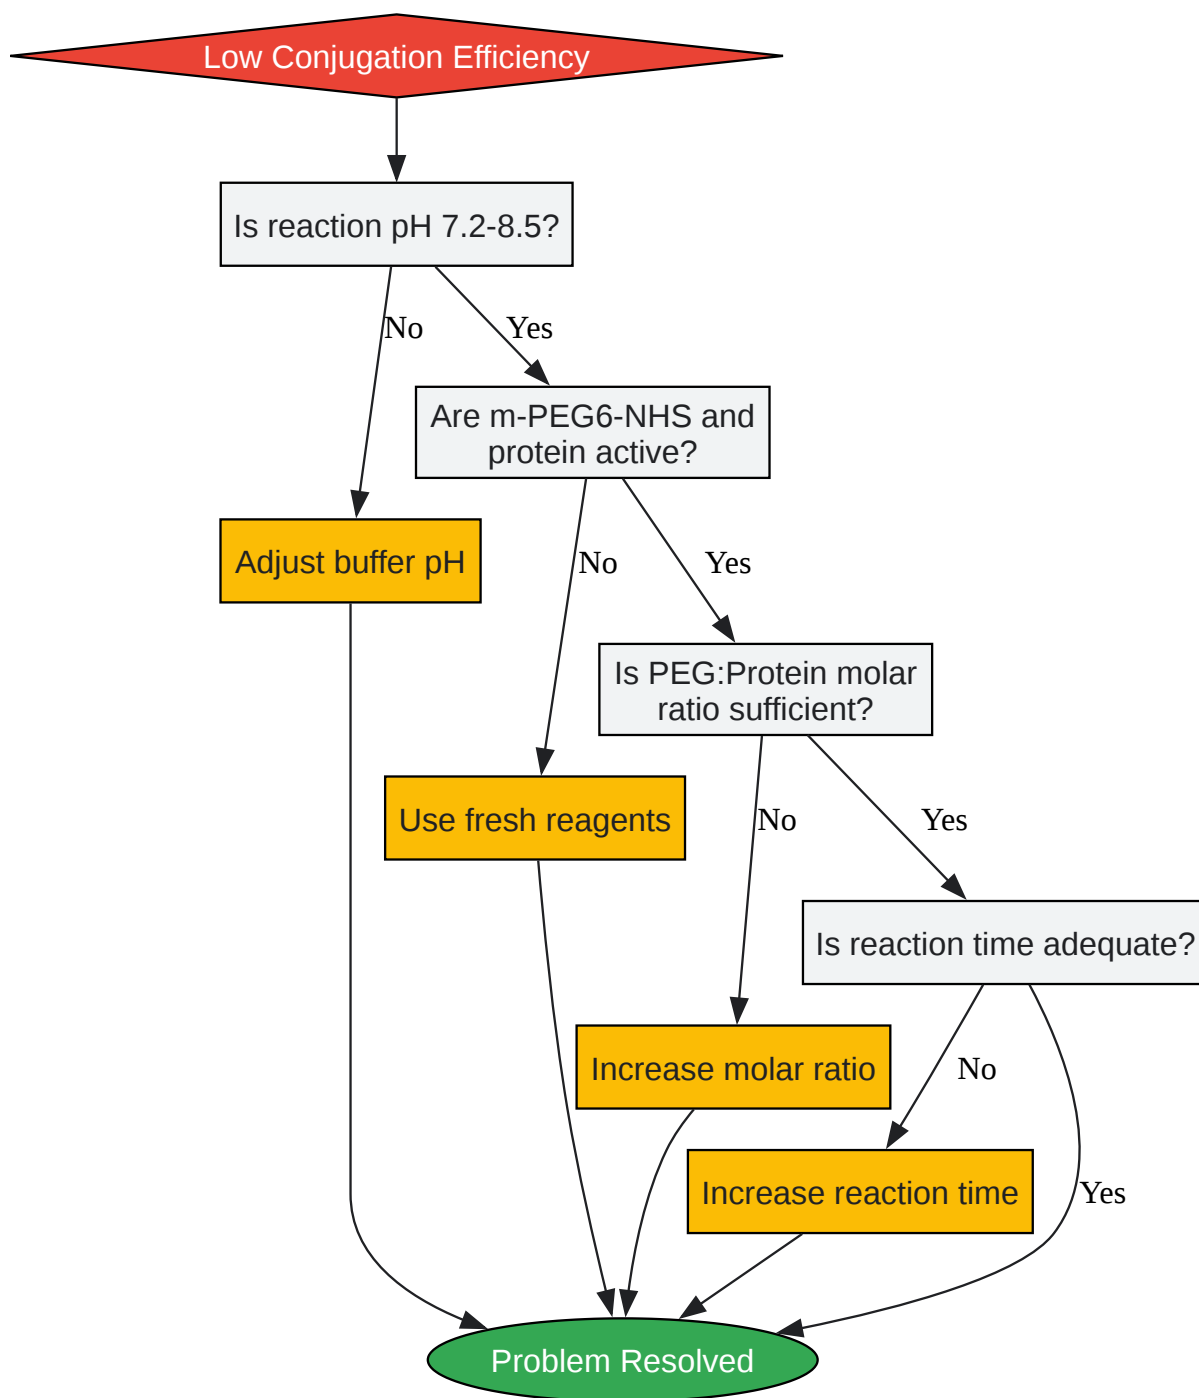 Low Conjugation Efficiency
Is reaction pH 7.2-8.5?
No
Yes
Are m-PEG6-NHS and
protein active?
Adjust buffer pH
No
Yes
Is PEG:Protein molar
ratio sufficient?
Use fresh reagents
No
Yes
Is reaction time adequate?
Increase molar ratio
No
Increase reaction time
Yes
Problem Resolved